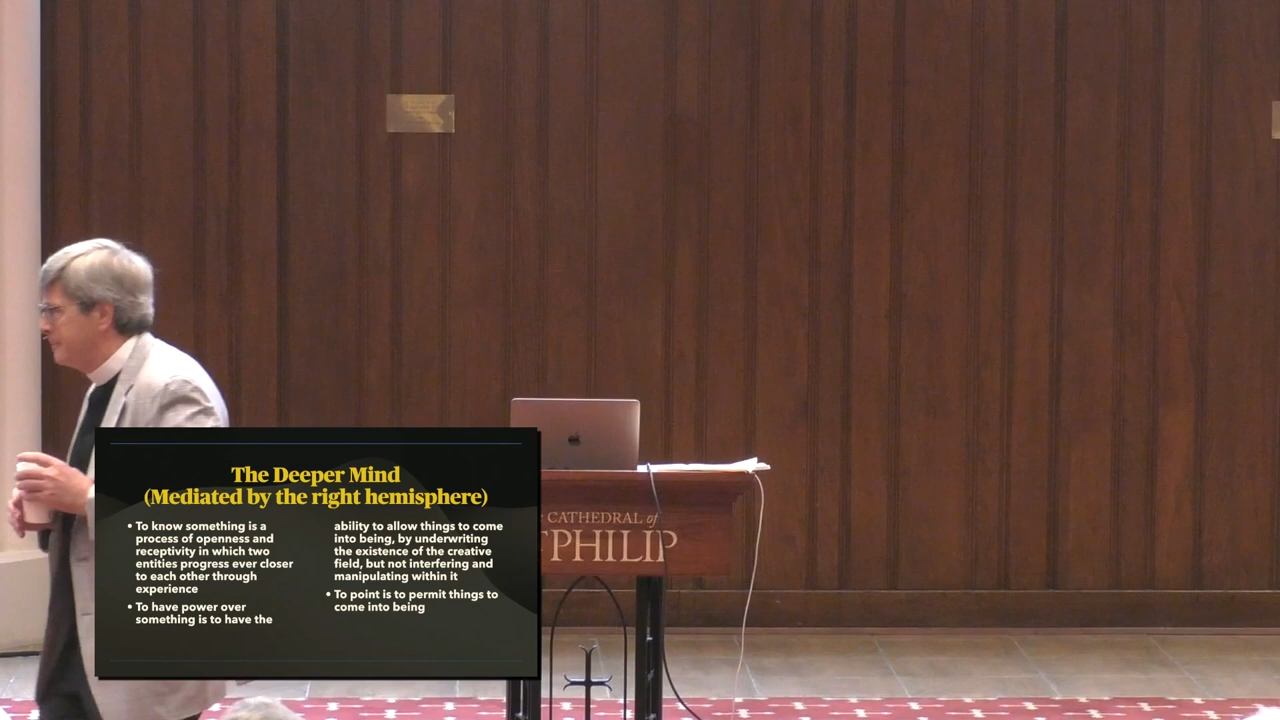 The Deeper Mind
(Mediated by the right hemisphere)
• To know something is a
process of openness and
receptivity in which two
entities progress ever closer
to each other through
experience
• To have power over
something is to have the
ability to allow things to come
into being, by underwriting
the existence of the creative
field, but not interfering and
manipulating within it
• To point is to permit things to
come into being
CATHEDRAL of
PHILIP